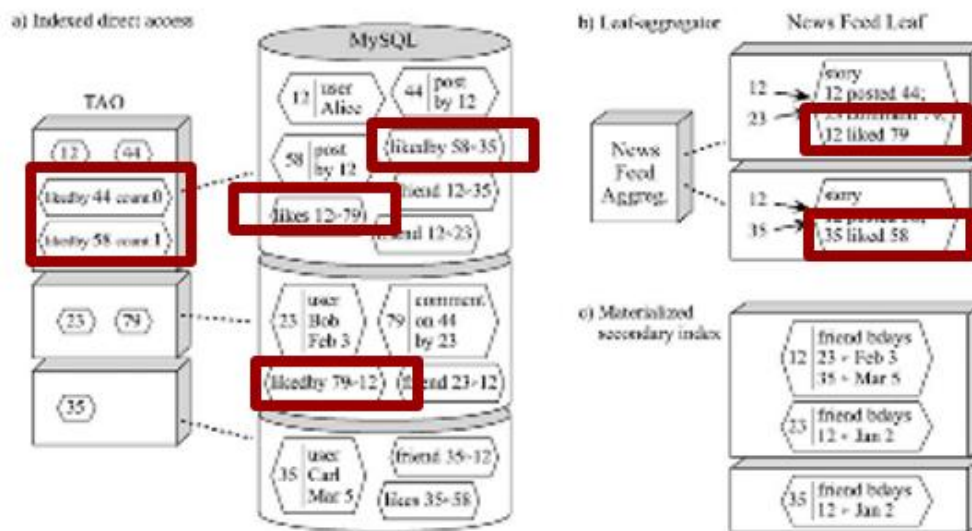 a) Indexed direct access
TAO
12
44
likedby 44 count:0
likedby 58 count:1
23
79
35
MySQL
12 user
Alice
44 post
by 12
58 post
by 12
likedby 58-35
likes 12-79
friend 12-35
friend 12-23
23 user
Bob
Feb 3
79 comment
on 44
by 23
likedby 79-12
friend 23-12
35 user
Carl
Mar 5
friend 35-12
likes 35-58
b) Leaf-aggregator
News Feed Leaf
News
Feed
Aggreg.
12
23
story
12 posted 44;
12 liked 79
12
35
story
35 liked 58
c) Materialized
secondary index
12 friend bdays
23 - Feb 3
35 - Mar 5
23 friend bdays
12 - Jan 2
35 friend bdays
12 - Jan 2